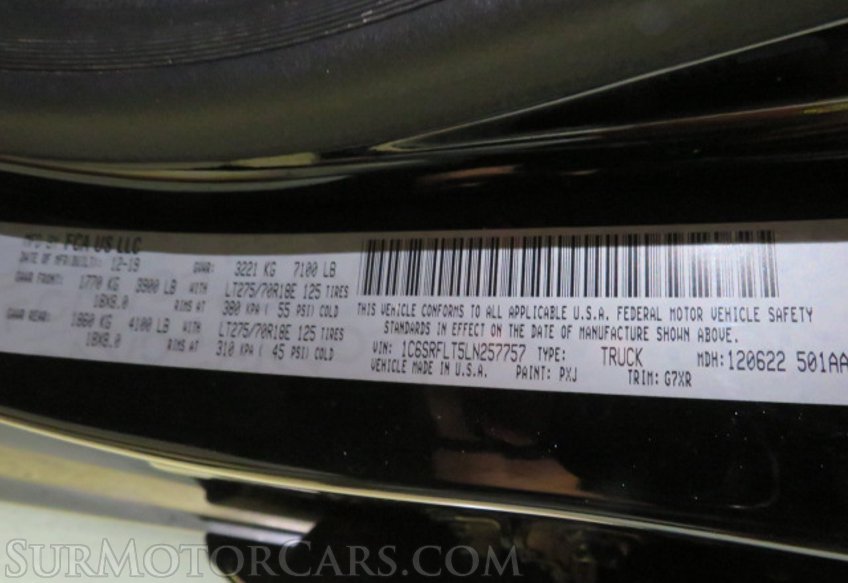 MFD BY FCA US LLC
DATE OF MFR(BUILT): 12-19 GVWR: 3221 KG 7100 LB
GAWR FRONT: 1770 KG 3900 LB WITH LT275/70R18E 125 TIRES
18X8.0 RIMS AT 380 KPA ( 55 PSI) COLD
GAWR REAR: 1860 KG 4100 LB WITH LT275/70R18E 125 TIRES
18X8.0 RIMS AT 310 KPA ( 45 PSI) COLD
THIS VEHICLE CONFORMS TO ALL APPLICABLE U.S.A. FEDERAL MOTOR VEHICLE SAFETY
STANDARDS IN EFFECT ON THE DATE OF MANUFACTURE SHOWN ABOVE.
VIN: 1C6SRFLT5LN257757 TYPE: TRUCK MDH:120622 501AA
VEHICLE MADE IN U.S.A. PAINT: PXJ TRIM: G7XR
SURMOTORCARS.COM